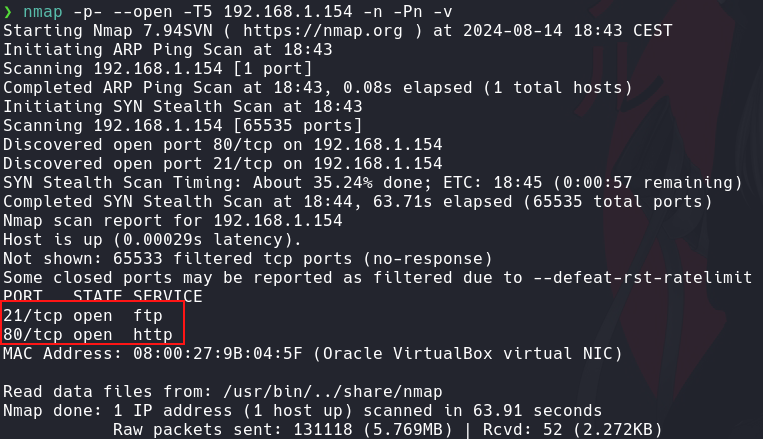 ❯ nmap -p- --open -T5 192.168.1.154 -n -Pn -v
Starting Nmap 7.94SVN ( https://nmap.org ) at 2024-08-14 18:43 CEST
Initiating ARP Ping Scan at 18:43
Scanning 192.168.1.154 [1 port]
Completed ARP Ping Scan at 18:43, 0.08s elapsed (1 total hosts)
Initiating SYN Stealth Scan at 18:43
Scanning 192.168.1.154 [65535 ports]
Discovered open port 80/tcp on 192.168.1.154
Discovered open port 21/tcp on 192.168.1.154
SYN Stealth Scan Timing: About 35.24% done; ETC: 18:45 (0:00:57 remaining)
Completed SYN Stealth Scan at 18:44, 63.71s elapsed (65535 total ports)
Nmap scan report for 192.168.1.154
Host is up (0.00029s latency).
Not shown: 65533 filtered tcp ports (no-response)
Some closed ports may be reported as filtered due to --defeat-rst-ratelimit
PORT   STATE SERVICE
21/tcp open  ftp
80/tcp open  http
MAC Address: 08:00:27:9B:04:5F (Oracle VirtualBox virtual NIC)
Read data files from: /usr/bin/../share/nmap
Nmap done: 1 IP address (1 host up) scanned in 63.91 seconds
           Raw packets sent: 131118 (5.769MB) | Rcvd: 52 (2.272KB)